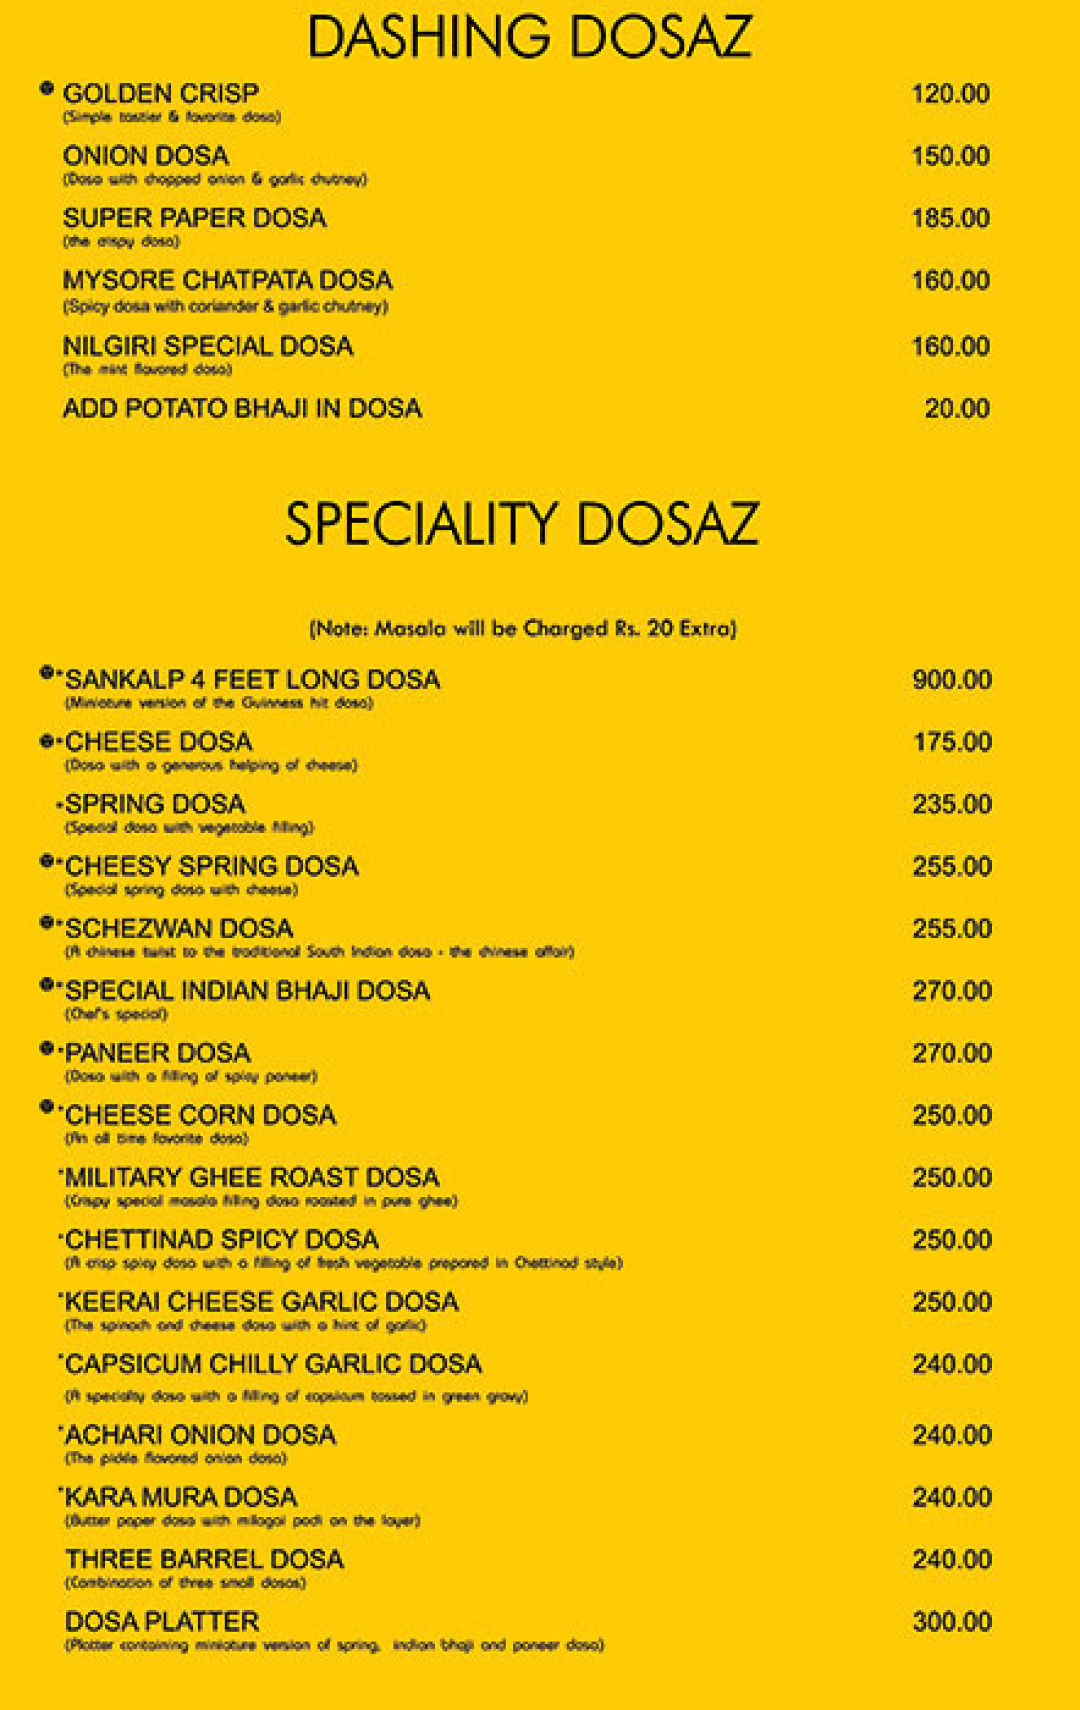 DASHING DOSAZ
GOLDEN CRISP 120.00
(Simple tastier & favorite dosa)
ONION DOSA 150.00
(Dosa with chopped onion & garlic chutney)
SUPER PAPER DOSA 185.00
(the crispy dosa)
MYSORE CHATPATA DOSA 160.00
(Spicy dosa with coriander & garlic chutney)
NILGIRI SPECIAL DOSA 160.00
(The mint flavored dosa)
ADD POTATO BHAJI IN DOSA 20.00
SPECIALITY DOSAZ
(Note: Masala will be Charged Rs. 20 Extra)
*SANKALP 4 FEET LONG DOSA 900.00
(Miniature version of the Guinness hit dosa)
*CHEESE DOSA 175.00
(Dosa with a generous helping of cheese)
*SPRING DOSA 235.00
(Special dosa with vegetable filling)
*CHEESY SPRING DOSA 255.00
(Special spring dosa with cheese)
*SCHEZWAN DOSA 255.00
(A chinese twist to the traditional South Indian dosa - the chinese affair)
*SPECIAL INDIAN BHAJI DOSA 270.00
(Chef's special)
*PANEER DOSA 270.00
(Dosa with a filling of spicy paneer)
*CHEESE CORN DOSA 250.00
(An all time favorite dosa)
*MILITARY GHEE ROAST DOSA 250.00
(Crispy special masala filling dosa roasted in pure ghee)
*CHETTINAD SPICY DOSA 250.00
(A crisp spicy dosa with a filling of fresh vegetable prepared in Chettinad style)
*KEERAI CHEESE GARLIC DOSA 250.00
(The spinach and cheese dosa with a hint of garlic)
*CAPSICUM CHILLY GARLIC DOSA 240.00
(A specialty dosa with a filling of capsicum tossed in green gravy)
*ACHARI ONION DOSA 240.00
(The pickle flavored onion dosa)
*KARA MURA DOSA 240.00
(Butter paper dosa with milagai podi on the layer)
THREE BARREL DOSA 240.00
(Combination of three small dosas)
DOSA PLATTER 300.00
(Platter containing miniature version of spring, indian bhaji and paneer dosa)